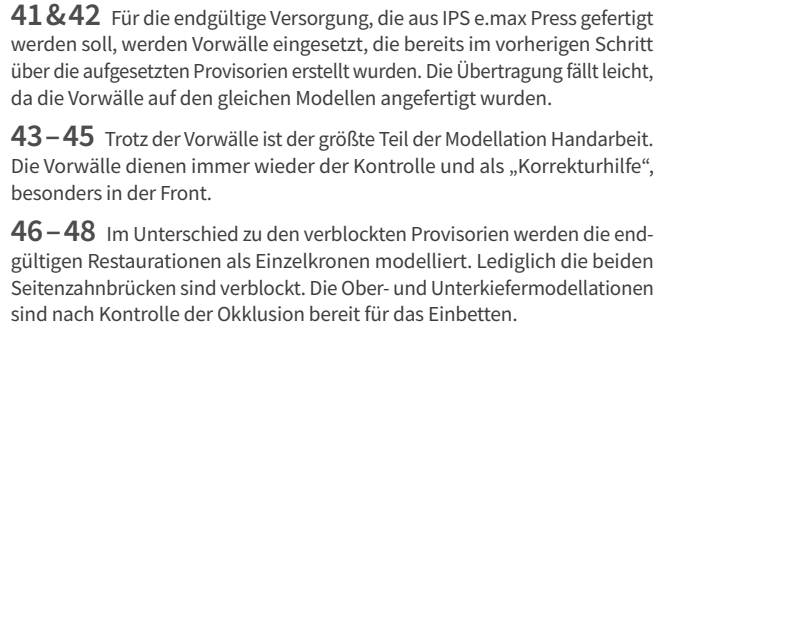 41 & 42 Für die endgültige Versorgung, die aus IPS e.max Press gefertigt
werden soll, werden Vorwälle eingesetzt, die bereits im vorherigen Schritt
über die aufgesetzten Provisorien erstellt wurden. Die Übertragung fällt leicht,
da die Vorwälle auf den gleichen Modellen angefertigt wurden.
43 – 45 Trotz der Vorwälle ist der größte Teil der Modellation Handarbeit.
Die Vorwälle dienen immer wieder der Kontrolle und als „Korrekturhilfe“,
besonders in der Front.
46 – 48 Im Unterschied zu den verblockten Provisorien werden die end-
gültigen Restaurationen als Einzelkronen modelliert. Lediglich die beiden
Seitenzahnbrücken sind verblockt. Die Ober- und Unterkiefermodellationen
sind nach Kontrolle der Okklusion bereit für das Einbetten.